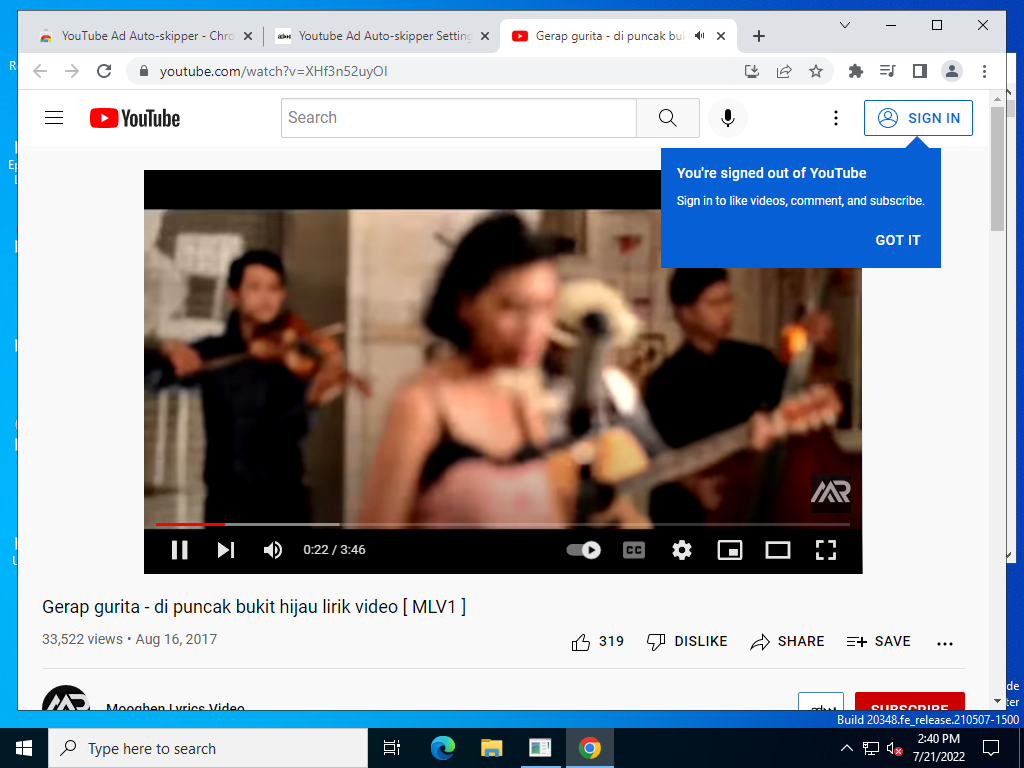 YouTube Ad Auto-skipper - Chro
Youtube Ad Auto-skipper Setting
Gerap gurita - di puncak buk
youtube.com/watch?v=XHf3n52uyOI
YouTube
Search
SIGN IN
You're signed out of YouTube
Sign in to like videos, comment, and subscribe.
GOT IT
MR
0:22 / 3:46
CC
Gerap gurita - di puncak bukit hijau lirik video [ MLV1 ]
33,522 views • Aug 16, 2017
319
DISLIKE
SHARE
SAVE
Mooghen Lyrics Video
SUBSCRIBE
Build 20348.fe_release.210507-1500
Type here to search
2:40 PM
7/21/2022